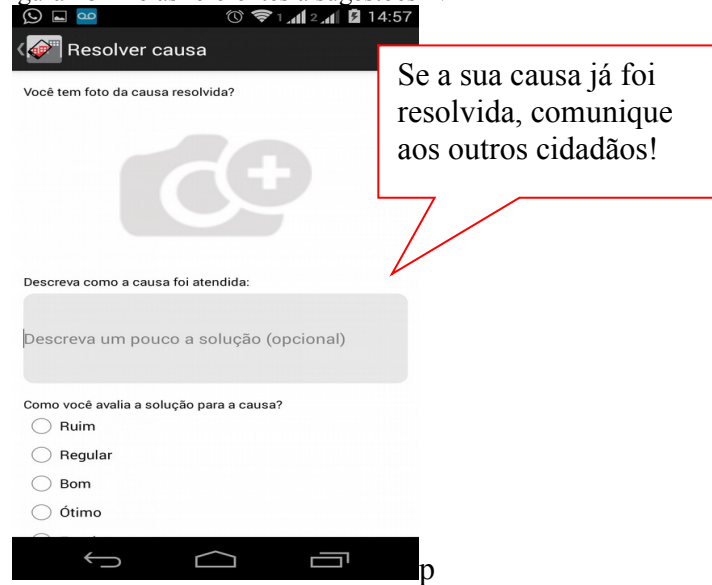 14:57
Resolver causa
Você tem foto da causa resolvida?
Se a sua causa já foi
resolvida, comunique
aos outros cidadãos!
Descreva como a causa foi atendida:
Descreva um pouco a solução (opcional)
Como você avalia a solução para a causa?
Ruim
Regular
Bom
Ótimo
p